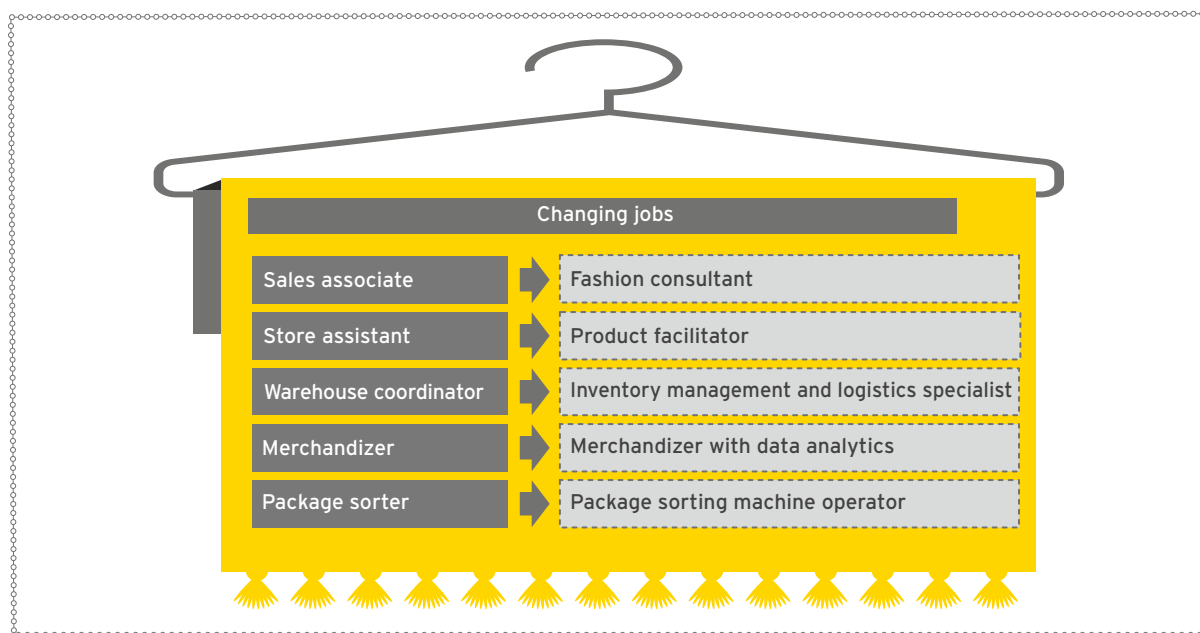 Changing jobs
Sales associate
Fashion consultant
Store assistant
Product facilitator
Warehouse coordinator
Inventory management and logistics specialist
Merchandizer
Merchandizer with data analytics
Package sorter
Package sorting machine operator